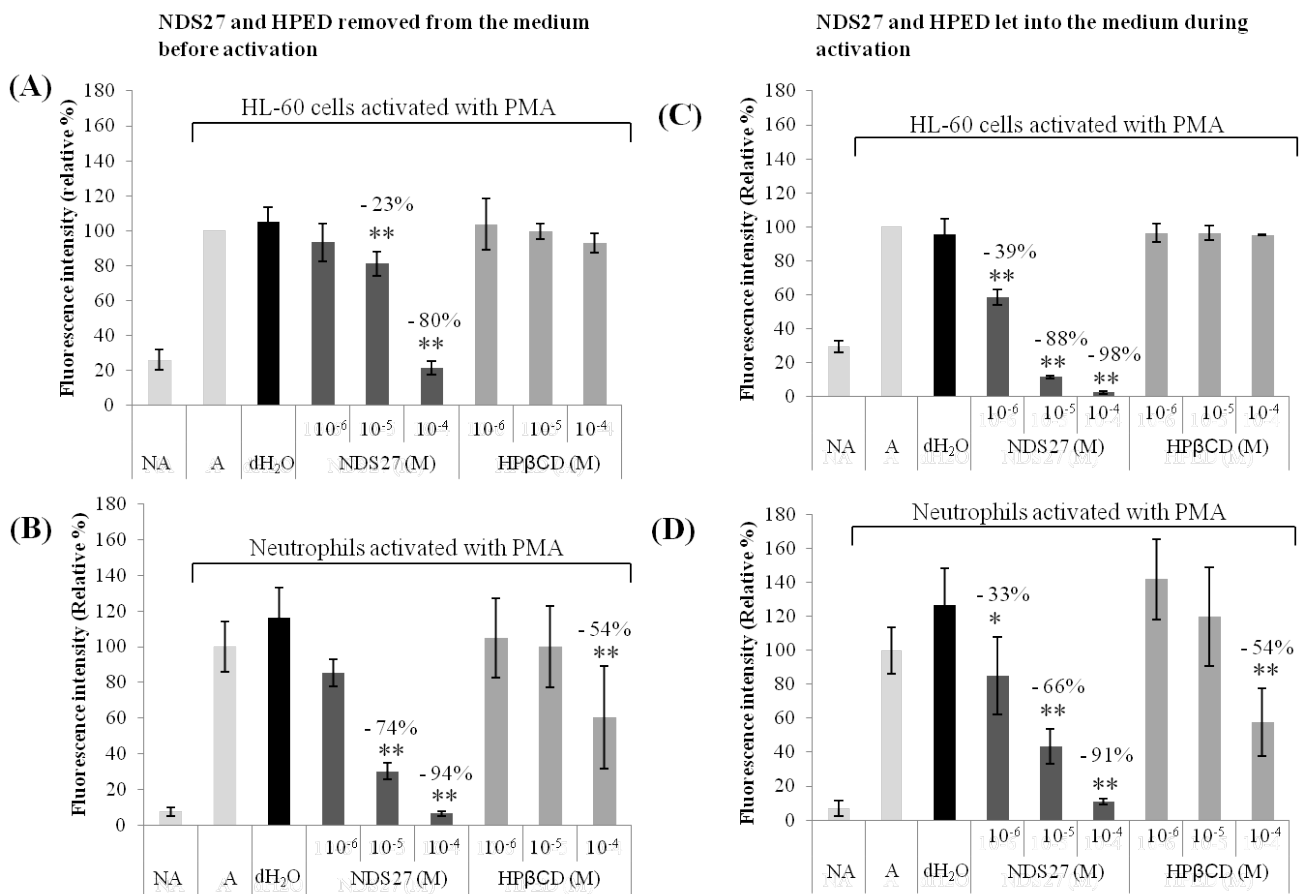 NDS27 and HPED removed from the medium
before activation
NDS27 and HPED let into the medium during
activation
(A)
HL-60 cells activated with PMA
Fluorescence intensity (relative %)
180
160
140
120
100
80
60
40
20
0
- 23%
**
- 80%
**
10-6 10-5 10-4 10-6 10-5 10-4
NA A dH2O NDS27 (M) HPβCD (M)
(B)
Neutrophils activated with PMA
Fluorescence intensity (Relative %)
180
160
140
120
100
80
60
40
20
0
- 74%
**
- 94%
**
- 54%
**
10-6 10-5 10-4 10-6 10-5 10-4
NA A dH2O NDS27 (M) HPβCD (M)
(C)
HL-60 cells activated with PMA
Fluoresecnce intensity (Relative %)
180
160
140
120
100
80
60
40
20
0
- 39%
**
- 88%
**
- 98%
**
10-6 10-5 10-4 10-6 10-5 10-4
NA A dH2O NDS27 (M) HPβCD (M)
(D)
Neutrophils activated with PMA
Fluorescence intensity (Relative %)
180
160
140
120
100
80
60
40
20
0
- 33%
*
- 66%
**
- 91%
**
- 54%
**
10-6 10-5 10-4 10-6 10-5 10-4
NA A dH2O NDS27 (M) HPβCD (M)